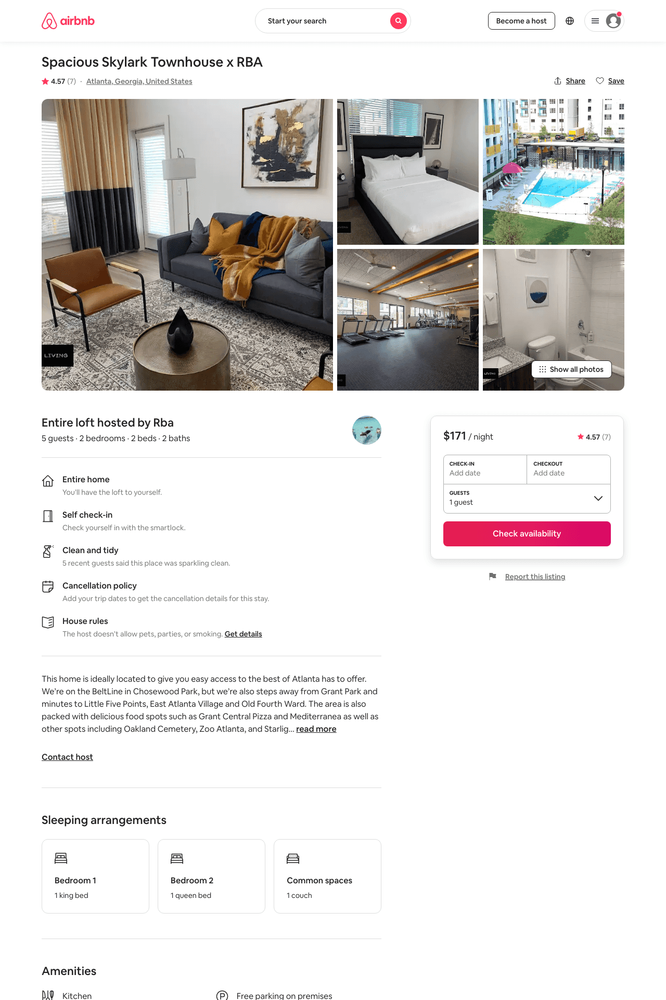 airbnb
Start your search
Become a host
Spacious Skylark Townhouse x RBA
4.57 (7) · Atlanta, Georgia, United States
Share
Save
LIVING
LIVING
LIVING
Show all photos
Entire loft hosted by Rba
5 guests · 2 bedrooms · 2 beds · 2 baths
Entire home
You’ll have the loft to yourself.
Self check-in
Check yourself in with the smartlock.
Clean and tidy
5 recent guests said this place was sparkling clean.
Cancellation policy
Add your trip dates to get the cancellation details for this stay.
House rules
The host doesn’t allow pets, parties, or smoking. Get details
$171 / night
4.57 (7)
CHECK-IN
Add date
CHECKOUT
Add date
GUESTS
1 guest
Check availability
Report this listing
This home is ideally located to give you easy access to the best of Atlanta has to offer.
We’re on the BeltLine in Chosewood Park, but we’re also steps away from Grant Park and
minutes to Little Five Points, East Atlanta Village and Old Fourth Ward. The area is also
packed with delicious food spots such as Grant Central Pizza and Mediterranea as well as
other spots including Oakland Cemetery, Zoo Atlanta, and Starlig... read more
Contact host
Sleeping arrangements
Bedroom 1
1 king bed
Bedroom 2
1 queen bed
Common spaces
1 couch
Amenities
Kitchen
Free parking on premises